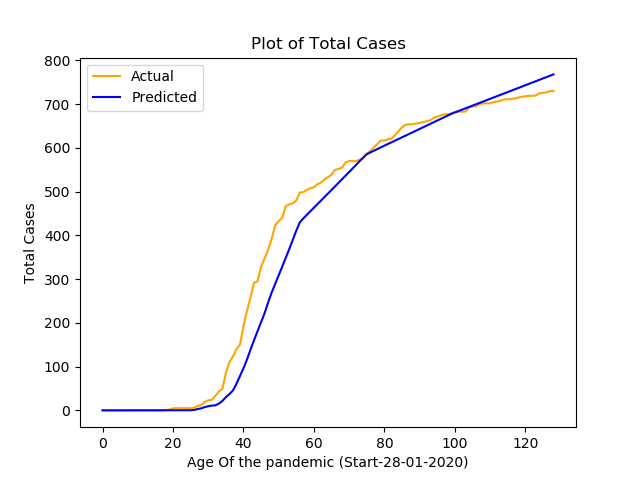 Plot of Total Cases
Actual
Predicted
800
700
600
500
400
300
200
100
0
Total Cases
0 20 40 60 80 100 120
Age Of the pandemic (Start-28-01-2020)